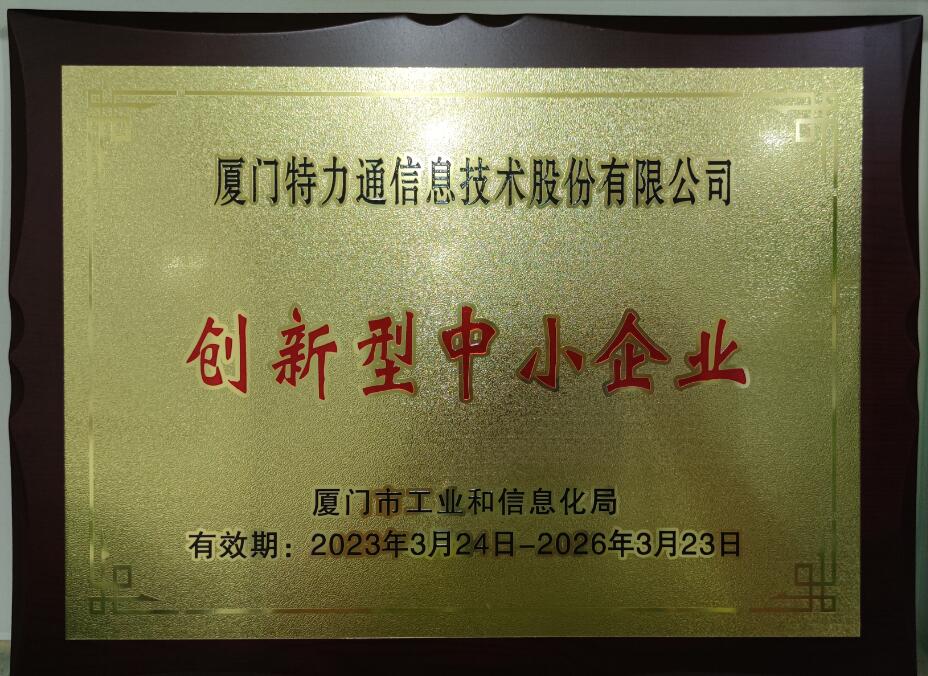 厦门特力通信息技术股份有限公司
创新型中小企业
厦门市工业和信息化局
有效期：2023年3月24日-2026年3月23日